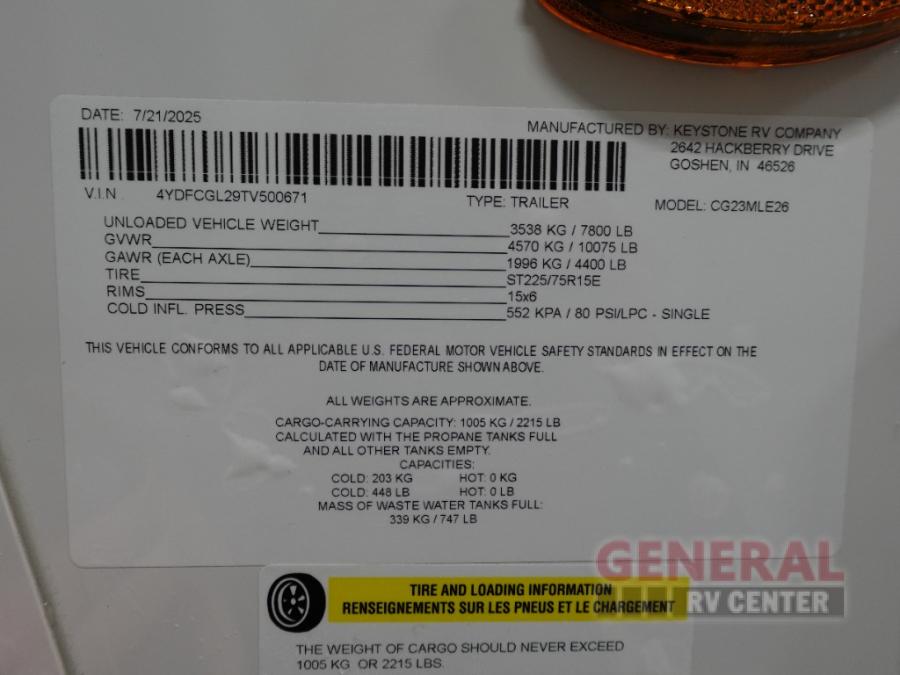 DATE: 7/21/2025
MANUFACTURED BY: KEYSTONE RV COMPANY
2642 HACKBERRY DRIVE
GOSHEN, IN 46526
V.I.N. 4YDFCGL29TV500671 TYPE: TRAILER MODEL: CG23MLE26
UNLOADED VEHICLE WEIGHT 3538 KG / 7800 LB
GVWR 4570 KG / 10075 LB
GAWR (EACH AXLE) 1996 KG / 4400 LB
TIRE ST225/75R15E
RIMS 15x6
COLD INFL. PRESS 552 KPA / 80 PSI/LPC - SINGLE
THIS VEHICLE CONFORMS TO ALL APPLICABLE U.S. FEDERAL MOTOR VEHICLE SAFETY STANDARDS IN EFFECT ON THE
DATE OF MANUFACTURE SHOWN ABOVE.
ALL WEIGHTS ARE APPROXIMATE.
CARGO-CARRYING CAPACITY: 1005 KG / 2215 LB
CALCULATED WITH THE PROPANE TANKS FULL
AND ALL OTHER TANKS EMPTY.
CAPACITIES:
COLD: 203 KG HOT: 0 KG
COLD: 448 LB HOT: 0 LB
MASS OF WASTE WATER TANKS FULL:
339 KG / 747 LB
GENERAL
RV CENTER
TIRE AND LOADING INFORMATION
RENSEIGNEMENTS SUR LES PNEUS ET LE CHARGEMENT
THE WEIGHT OF CARGO SHOULD NEVER EXCEED
1005 KG OR 2215 LBS.